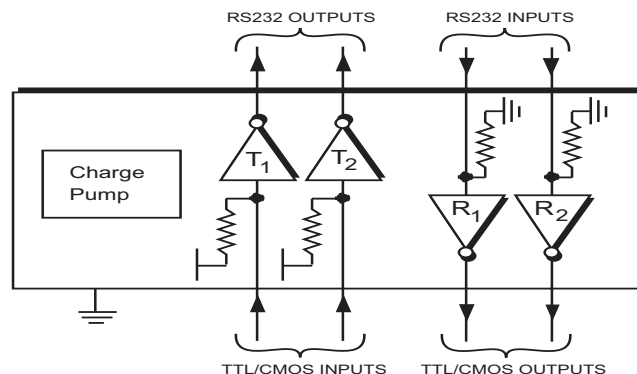 RS232 OUTPUTS
RS232 INPUTS
Charge
Pump
T1
T2
R1
R2
TTL/CMOS INPUTS
TTL/CMOS OUTPUTS